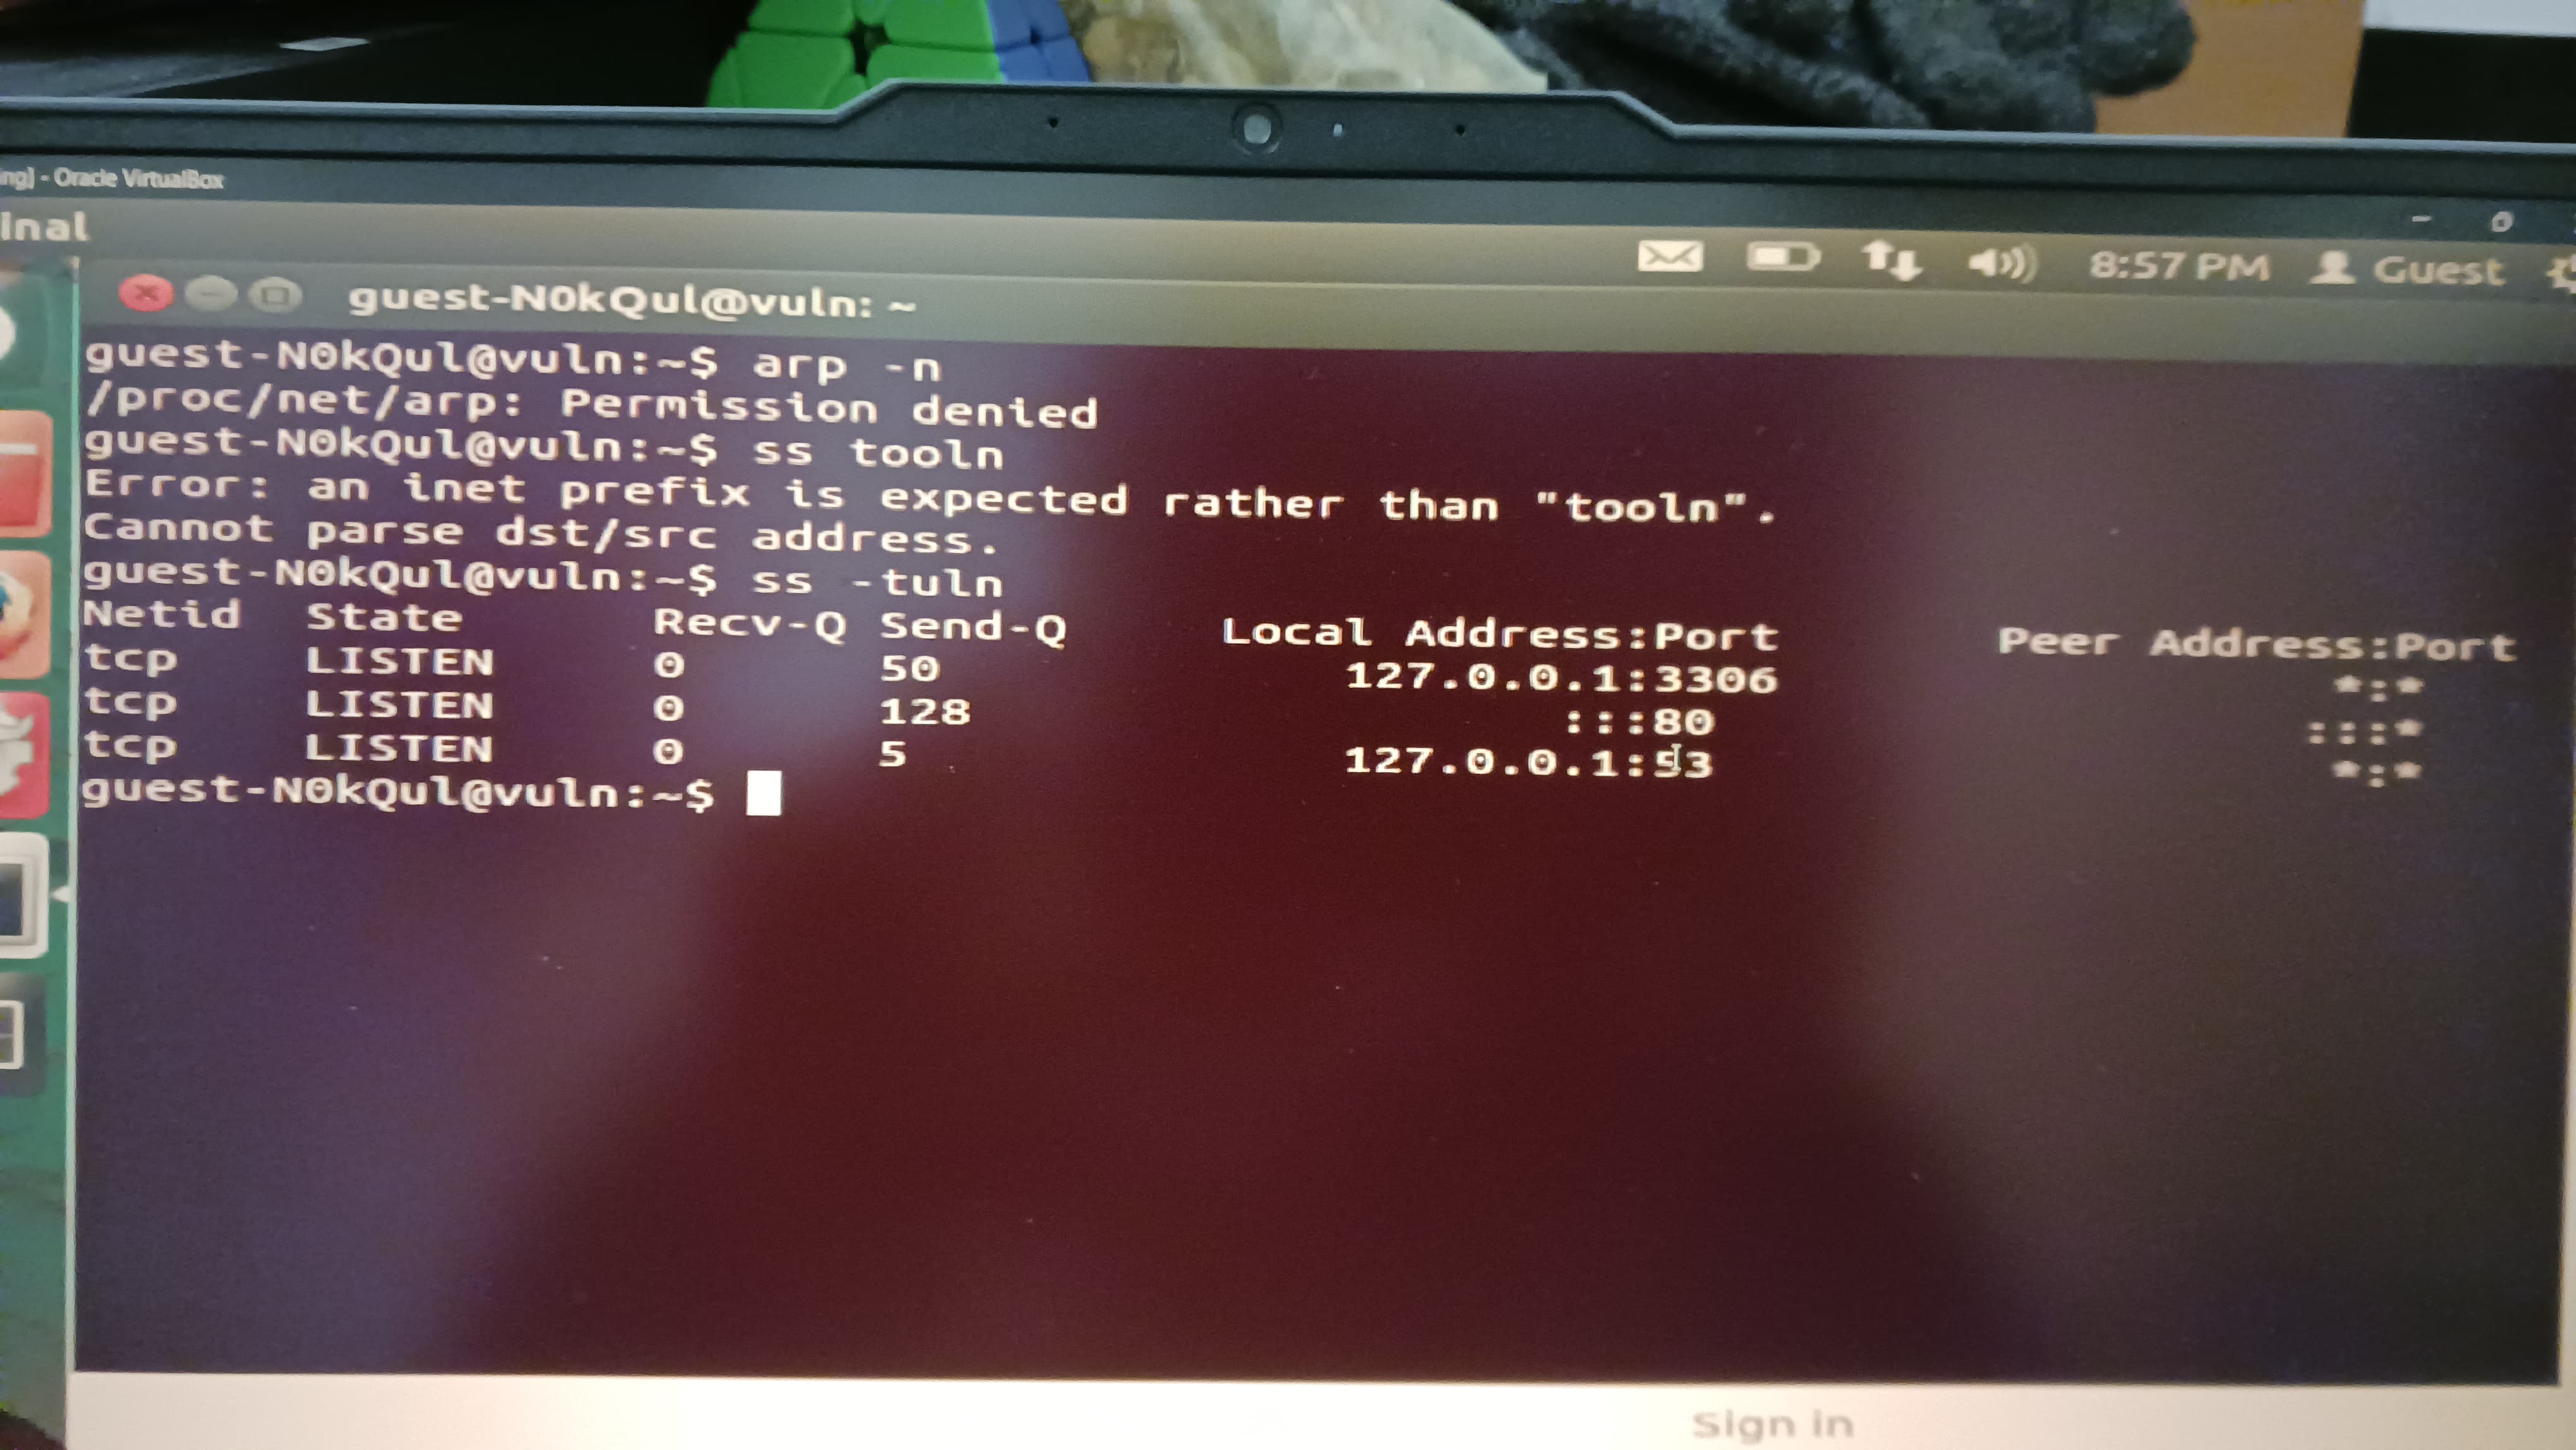 ing] - Oracle VirtualBox
inal
8:57 PM Guest
guest-N0kQul@vuln: ~
guest-N0kQul@vuln:~$ arp -n
/proc/net/arp: Permission denied
guest-N0kQul@vuln:~$ ss tooln
Error: an inet prefix is expected rather than "tooln".
Cannot parse dst/src address.
guest-N0kQul@vuln:~$ ss -tuln
Netid State Recv-Q Send-Q Local Address:Port Peer Address:Port
tcp LISTEN 0 50 127.0.0.1:3306 *:*
tcp LISTEN 0 128 :::80 :::*
tcp LISTEN 0 5 127.0.0.1:53 *:*
guest-N0kQul@vuln:~$
Sign in